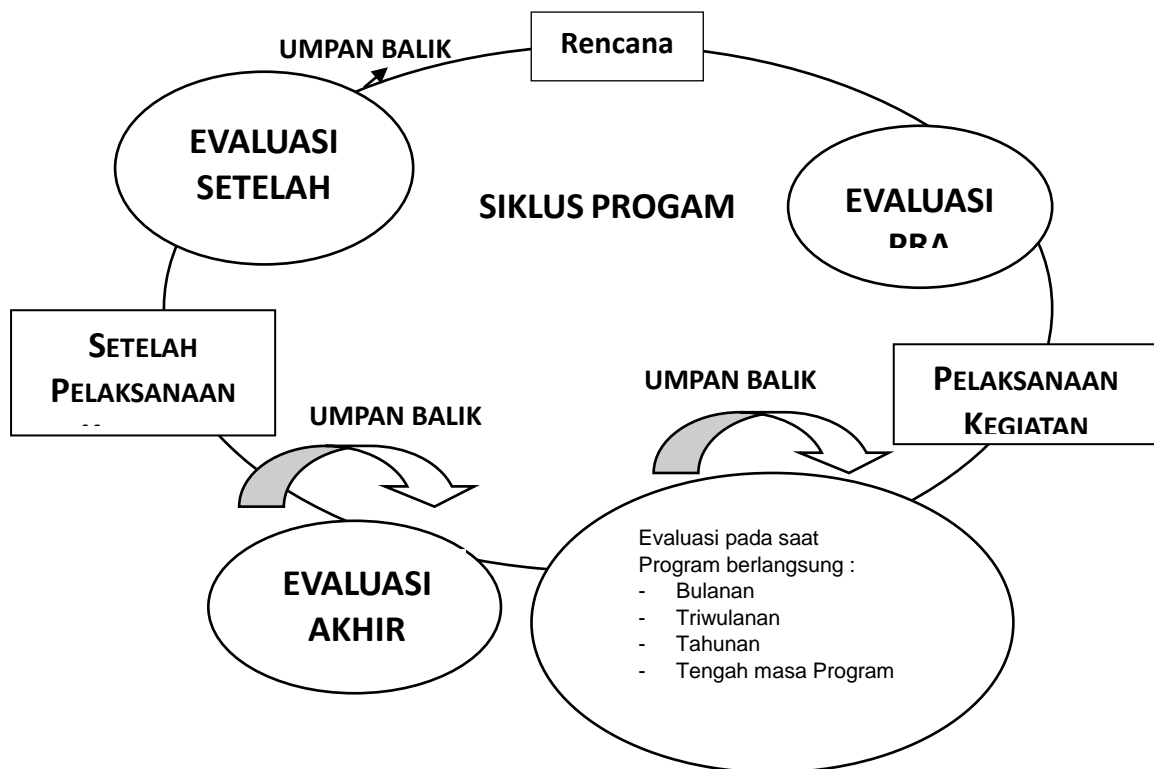 UMPAN BALIK
Rencana
EVALUASI
SETELAH
SIKLUS PROGAM
EVALUASI
PRA
SETELAH
PELAKSANAAN
UMPAN BALIK
PELAKSANAAN
KEGIATAN
UMPAN BALIK
EVALUASI
AKHIR
Evaluasi pada saat
Program berlangsung :
- Bulanan
- Triwulanan
- Tahunan
- Tengah masa Program